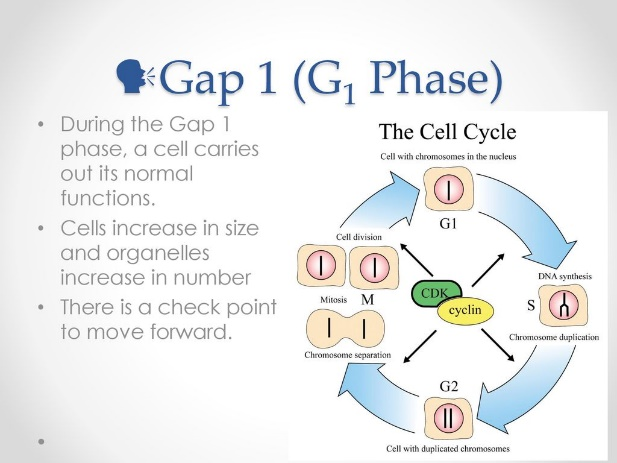 Gap 1 (G₁ Phase)
• During the Gap 1
phase, a cell carries
out its normal
functions.
• Cells increase in size
and organelles
increase in number
• There is a check point
to move forward.
•
The Cell Cycle
Cell with chromosomes in the nucleus
G1
DNA synthesis
S
Chromosome duplication
G2
Cell with duplicated chromosomes
Cell division
Mitosis M
Chromosome separation
CDK
cyclin